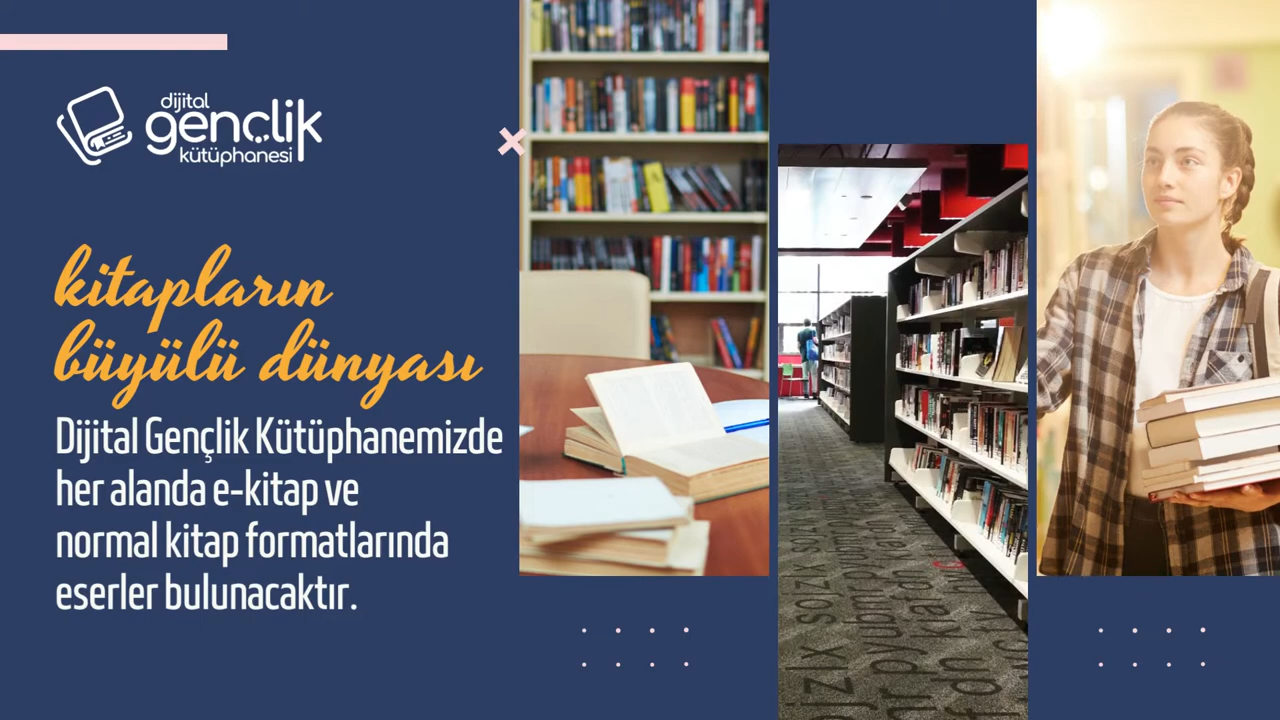 dijital
gençlik
kütüphanesi
kitapların
büyülü dünyası
Dijital Gençlik Kütüphanemizde
her alanda e-kitap ve
normal kitap formatlarında
eserler bulunacaktır.